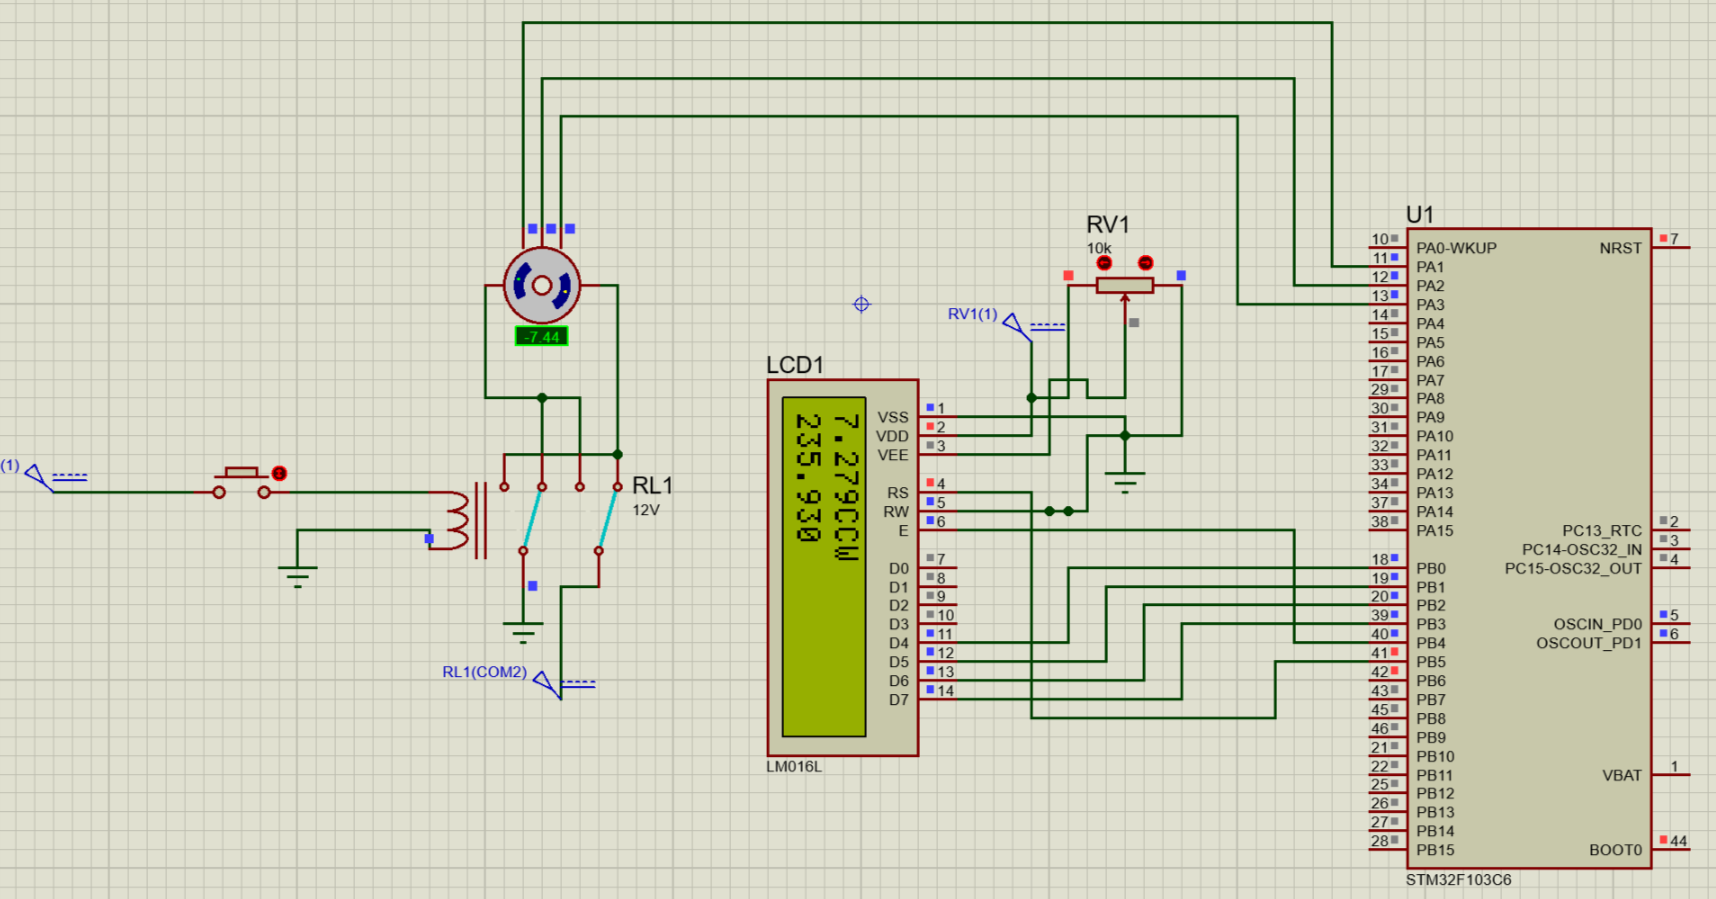 RV1
10k
RV1(1)
U1
LCD1
-7.44
7.279CCW
235.930
(1)
RL1
12V
RL1(COM2)
LM016L
VSS 1
VDD 2
VEE 3
RS 4
RW 5
E 6
D0 7
D1 8
D2 9
D3 10
D4 11
D5 12
D6 13
D7 14
10 PA0-WKUP
11 PA1
12 PA2
13 PA3
14 PA4
15 PA5
16 PA6
17 PA7
29 PA8
30 PA9
31 PA10
32 PA11
33 PA12
34 PA13
37 PA14
38 PA15
18 PB0
19 PB1
20 PB2
39 PB3
40 PB4
41 PB5
42 PB6
43 PB7
45 PB8
46 PB9
21 PB10
22 PB11
25 PB12
26 PB13
27 PB14
28 PB15
NRST 7
PC13_RTC 2
PC14-OSC32_IN 3
PC15-OSC32_OUT 4
OSCIN_PD0 5
OSCOUT_PD1 6
VBAT 1
BOOT0 44
STM32F103C6